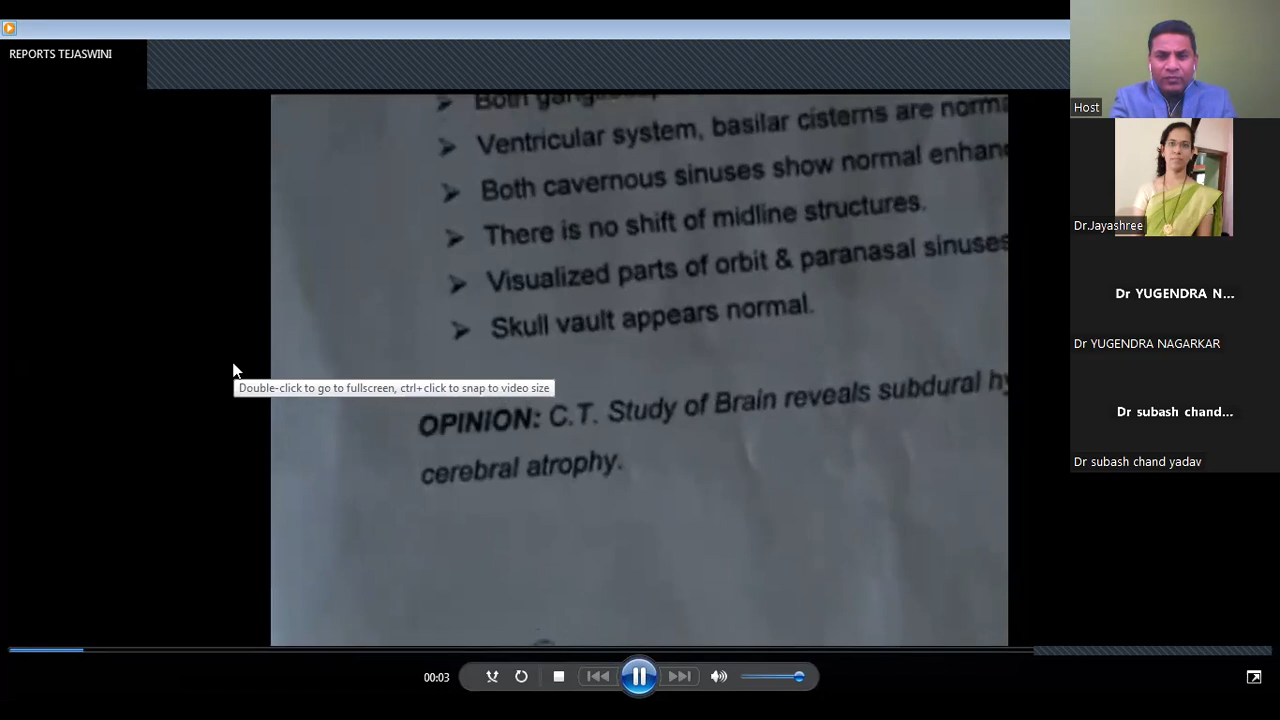 REPORTS TEJASWINI
Host
Both
Ventricular system, basilar cisterns are
Both cavernous sinuses show normal
There is no shift of midline structures.
Visualized parts of orbit & paranasal sinuses
Skull vault appears normal.
Double-click to go to fullscreen, ctrl+click to snap to video size
OPINION: C.T. Study of Brain reveals subdural
cerebral atrophy.
Dr.Jayashree
Dr YUGENDRA N...
Dr YUGENDRA NAGARKAR
Dr subash chand...
Dr subash chand yadav
00:03